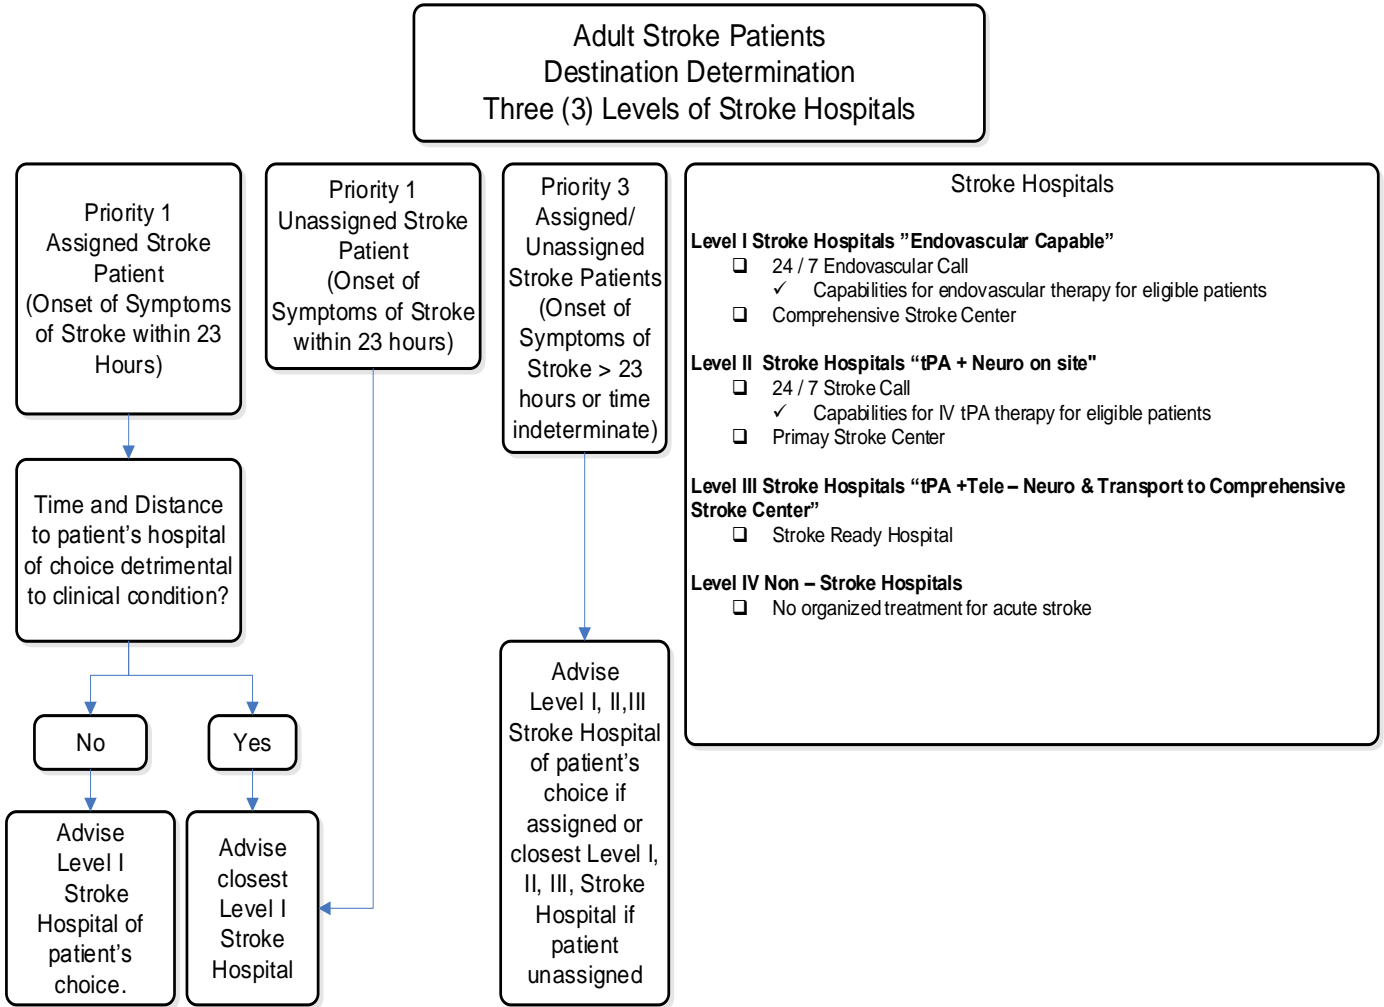 Adult Stroke Patients
Destination Determination
Three (3) Levels of Stroke Hospitals
Priority 1
Assigned Stroke
Patient
(Onset of Symptoms
of Stroke within 23
Hours)
Time and Distance
to patient’s hospital
of choice detrimental
to clinical condition?
No
Yes
Advise
Level I
Stroke
Hospital of
patient’s
choice.
Advise
closest
Level I
Stroke
Hospital
Priority 1
Unassigned Stroke
Patient
(Onset of
Symptoms of Stroke
within 23 hours)
Priority 3
Assigned/
Unassigned
Stroke Patients
(Onset of
Symptoms of
Stroke > 23
hours or time
indeterminate)
Advise
Level I, II,III
Stroke Hospital
of patient’s
choice if
assigned or
closest Level I,
II, III, Stroke
Hospital if
patient
unassigned
Stroke Hospitals
Level I Stroke Hospitals ”Endovascular Capable”
❑ 24 / 7 Endovascular Call
✓ Capabilities for endovascular therapy for eligible patients
❑ Comprehensive Stroke Center
Level II Stroke Hospitals “tPA + Neuro on site"
❑ 24 / 7 Stroke Call
✓ Capabilities for IV tPA therapy for eligible patients
❑ Primay Stroke Center
Level III Stroke Hospitals “tPA +Tele – Neuro & Transport to Comprehensive
Stroke Center”
❑ Stroke Ready Hospital
Level IV Non – Stroke Hospitals
❑ No organized treatment for acute stroke